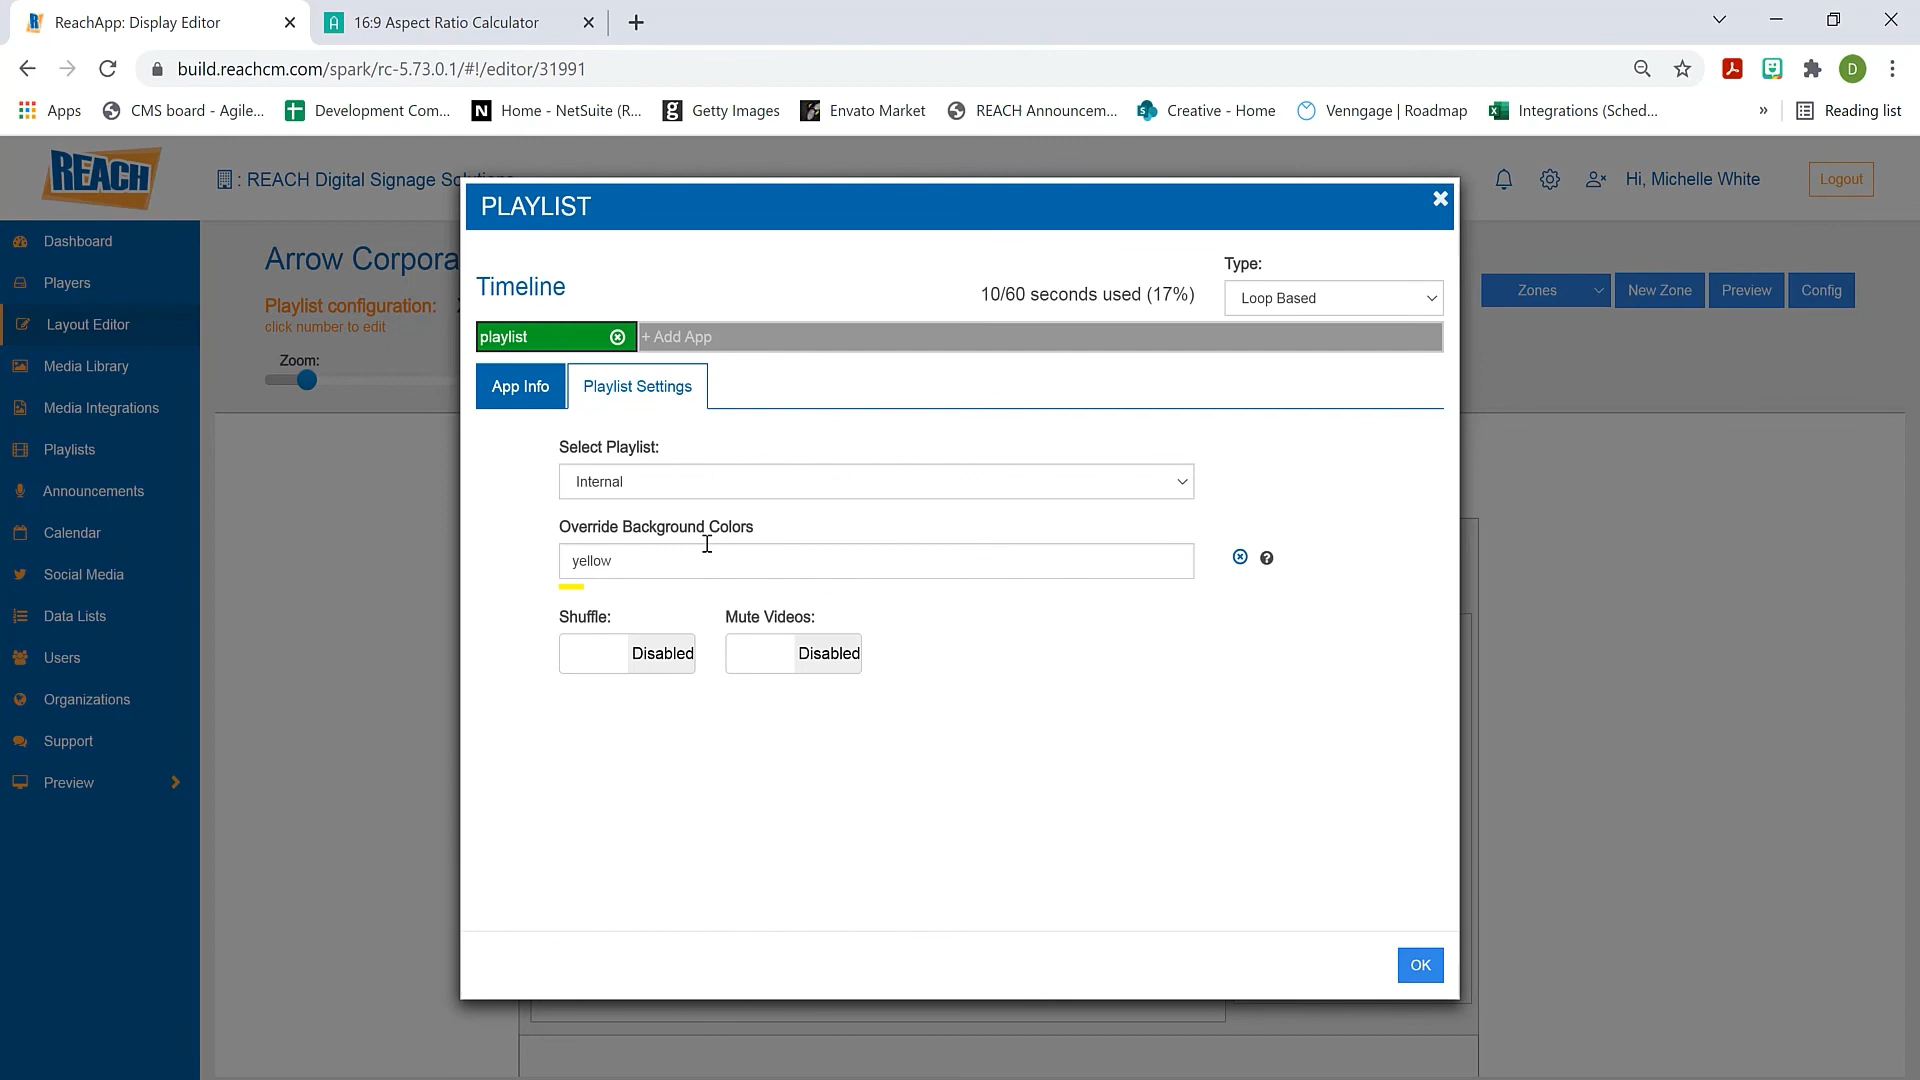 ReachApp: Display Editor
A 16:9 Aspect Ratio Calculator
build.reachcm.com/spark/rc-5.73.0.1/#!/editor/31991
D
Apps
CMS board - Agile...
Development Com...
N Home - NetSuite (R...
g Getty Images
Envato Market
REACH Announcem...
Creative - Home
Venngage | Roadmap
Integrations (Sched...
»
Reading list
REACH
: REACH Digital Signage So
Hi, Michelle White
Logout
Dashboard
Players
Layout Editor
Media Library
Media Integrations
Playlists
Announcements
Calendar
Social Media
Data Lists
Users
Organizations
Support
Preview
Arrow Corpora
Playlist configuration:
click number to edit
Zoom:
Zones
New Zone
Preview
Config
PLAYLIST
Timeline
10/60 seconds used (17%)
Type:
Loop Based
playlist
+ Add App
App Info
Playlist Settings
Select Playlist:
Internal
Override Background Colors
yellow
?
Shuffle:
Mute Videos:
Disabled
Disabled
OK